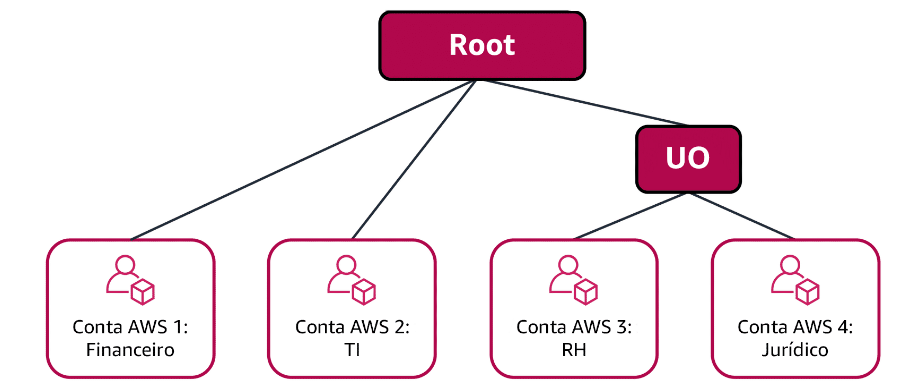 Root
UO
Conta AWS 1:
Financeiro
Conta AWS 2:
TI
Conta AWS 3:
RH
Conta AWS 4:
Jurídico